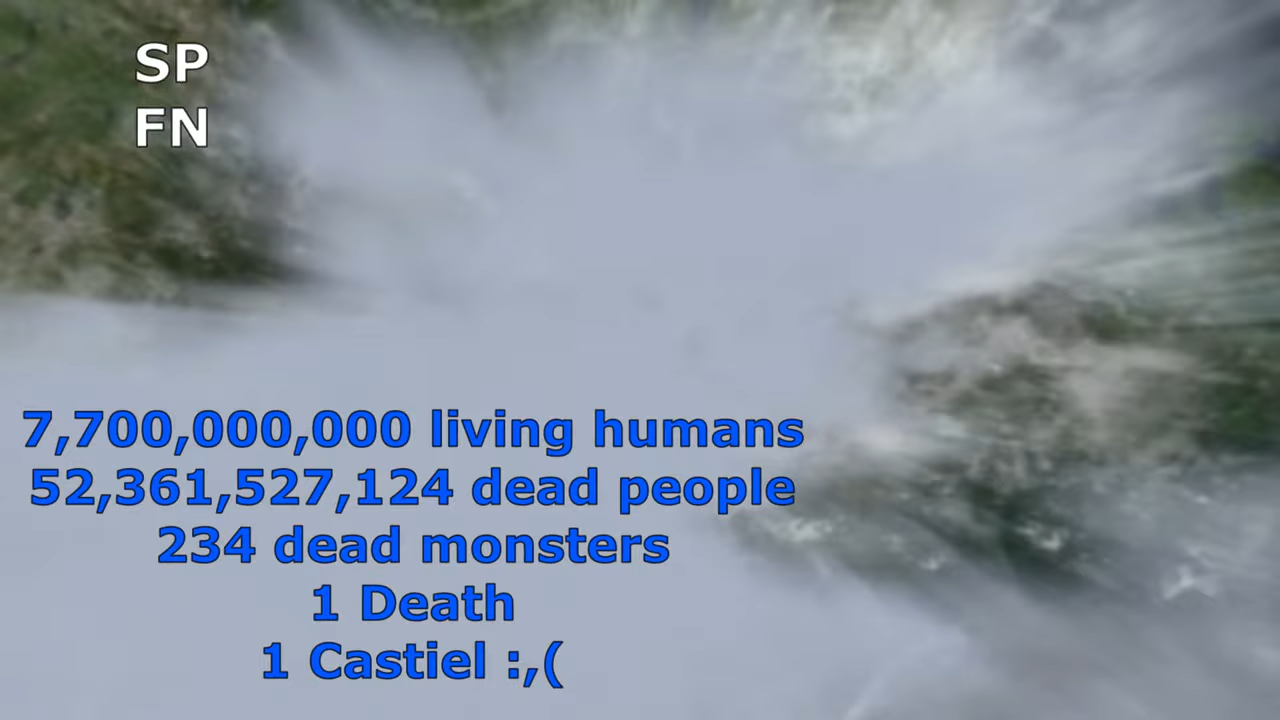 SP
FN
7,700,000,000 living humans
52,361,527,124 dead people
234 dead monsters
1 Death
1 Castiel :,(